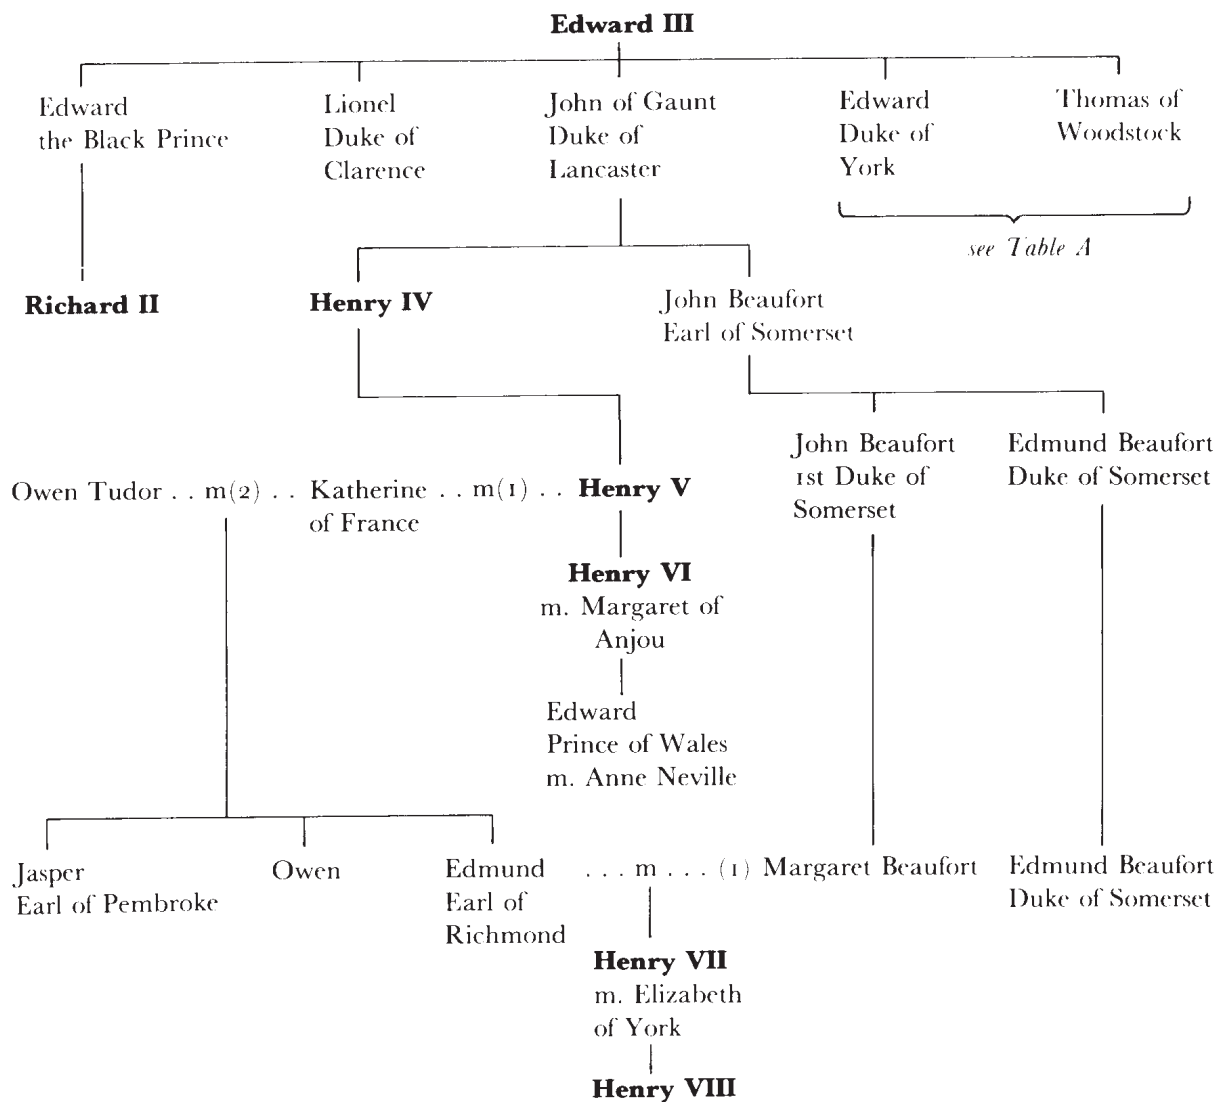 Edward III
Edward
the Black Prince
Lionel
Duke of
Clarence
John of Gaunt
Duke of
Lancaster
Edward
Duke of
York
Thomas of
Woodstock
see Table A
Richard II
Henry IV
John Beaufort
Earl of Somerset
John Beaufort
1st Duke of
Somerset
Edmund Beaufort
Duke of Somerset
Owen Tudor . . m(2) . . Katherine . . m(1) . . Henry V
of France
Henry VI
m. Margaret of
Anjou
Edward
Prince of Wales
m. Anne Neville
Jasper
Earl of Pembroke
Owen
Edmund . . . m . . . (1) Margaret Beaufort
Earl of
Richmond
Edmund Beaufort
Duke of Somerset
Henry VII
m. Elizabeth
of York
Henry VIII